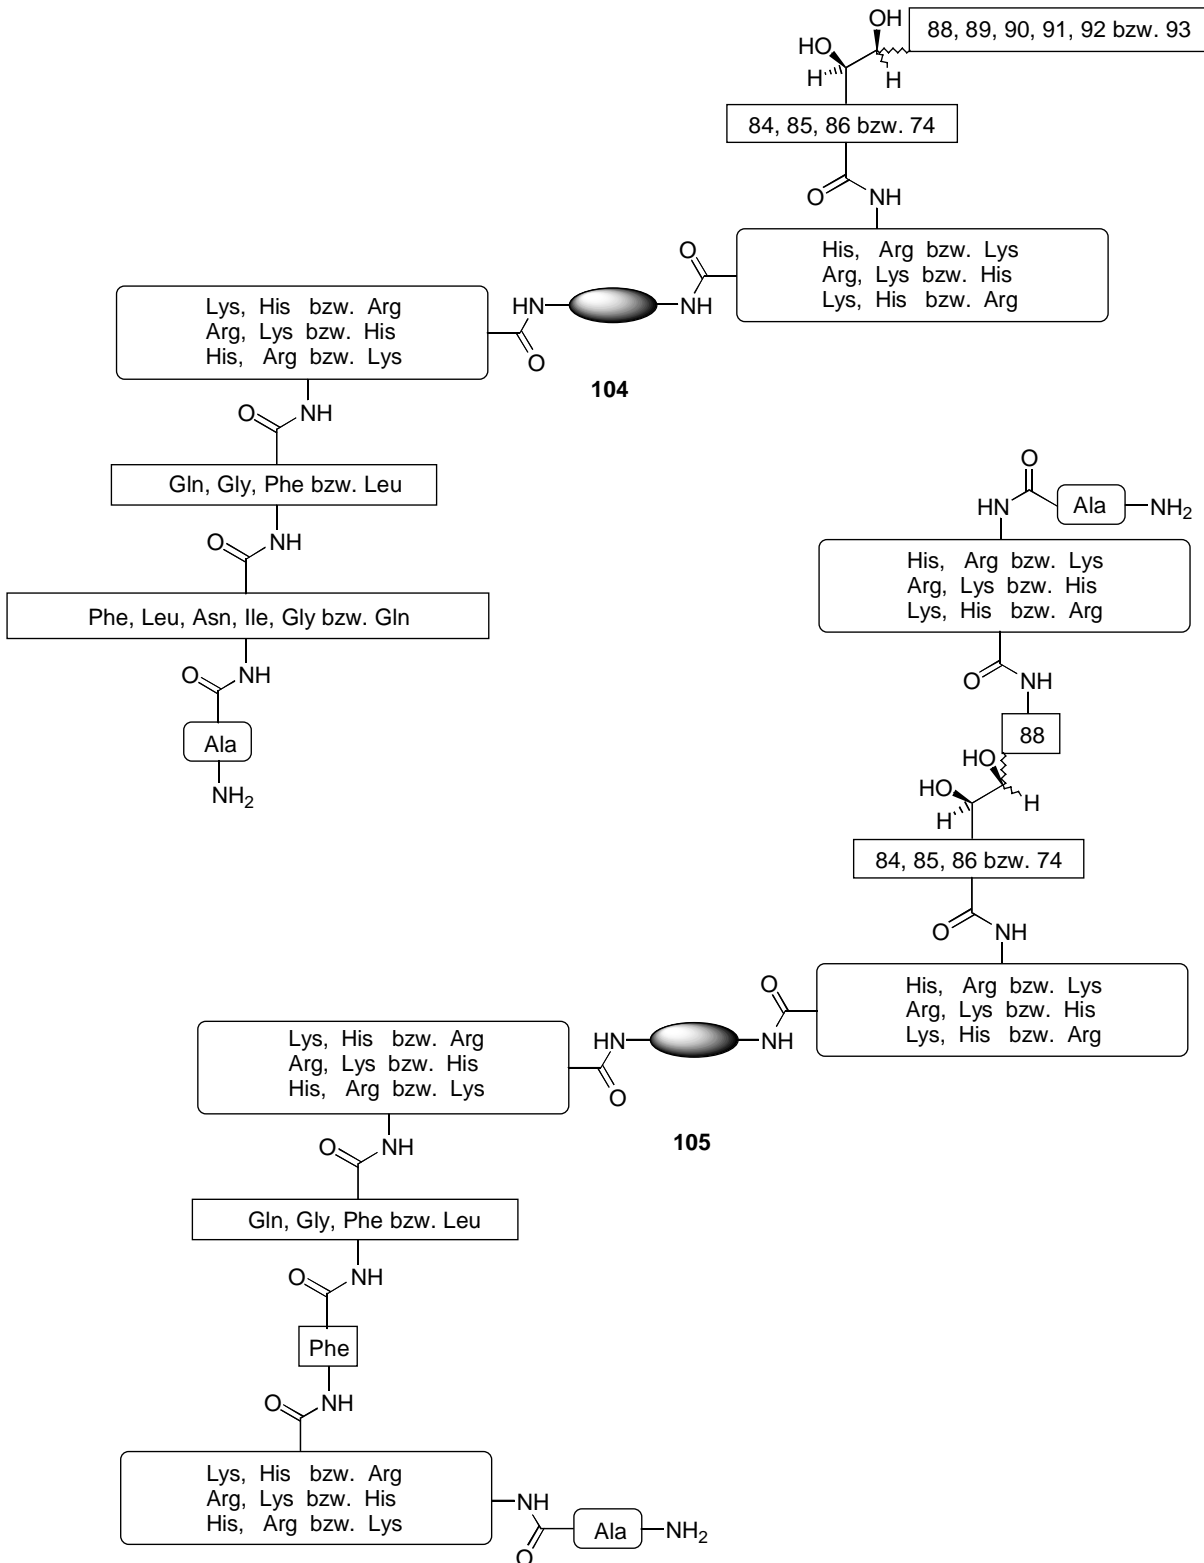 OH
88, 89, 90, 91, 92 bzw. 93
HO
H
H
84, 85, 86 bzw. 74
O
NH
His, Arg bzw. Lys
Arg, Lys bzw. His
Lys, His bzw. Arg
O
NH
HN
O
Lys, His bzw. Arg
Arg, Lys bzw. His
His, Arg bzw. Lys
104
O
NH
Gln, Gly, Phe bzw. Leu
O
NH
Phe, Leu, Asn, Ile, Gly bzw. Gln
O
NH
Ala
NH2
O
HN
Ala
NH2
His, Arg bzw. Lys
Arg, Lys bzw. His
Lys, His bzw. Arg
O
NH
88
HO
HO
H
H
84, 85, 86 bzw. 74
O
NH
His, Arg bzw. Lys
Arg, Lys bzw. His
Lys, His bzw. Arg
O
NH
HN
O
Lys, His bzw. Arg
Arg, Lys bzw. His
His, Arg bzw. Lys
105
O
NH
Gln, Gly, Phe bzw. Leu
O
NH
Phe
O
NH
Lys, His bzw. Arg
Arg, Lys bzw. His
His, Arg bzw. Lys
NH
O
Ala
NH2